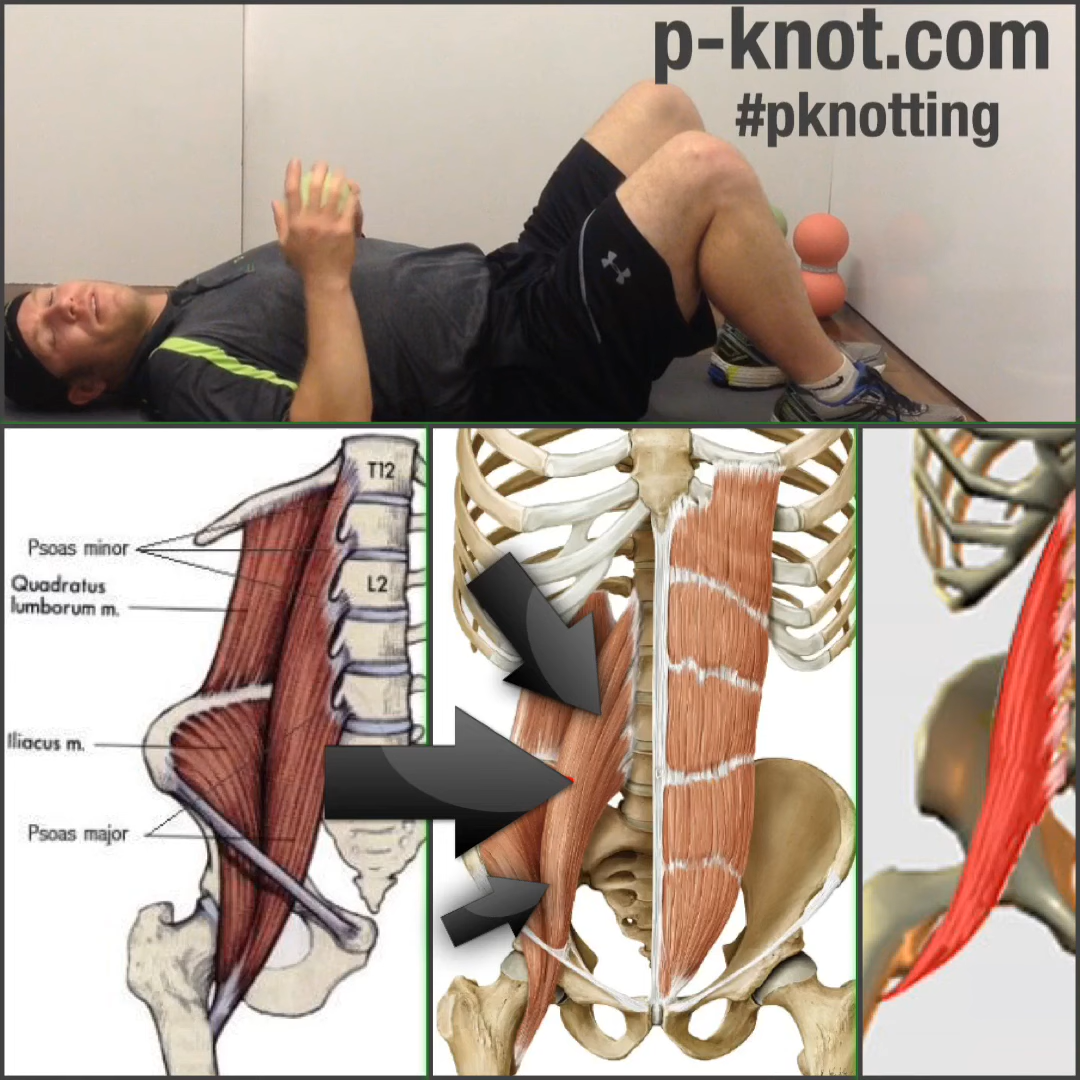 p-knot.com
#pknotting
T12
Psoas minor
Quadratus
lumborum m.
L2
Iliacus m.
Psoas major